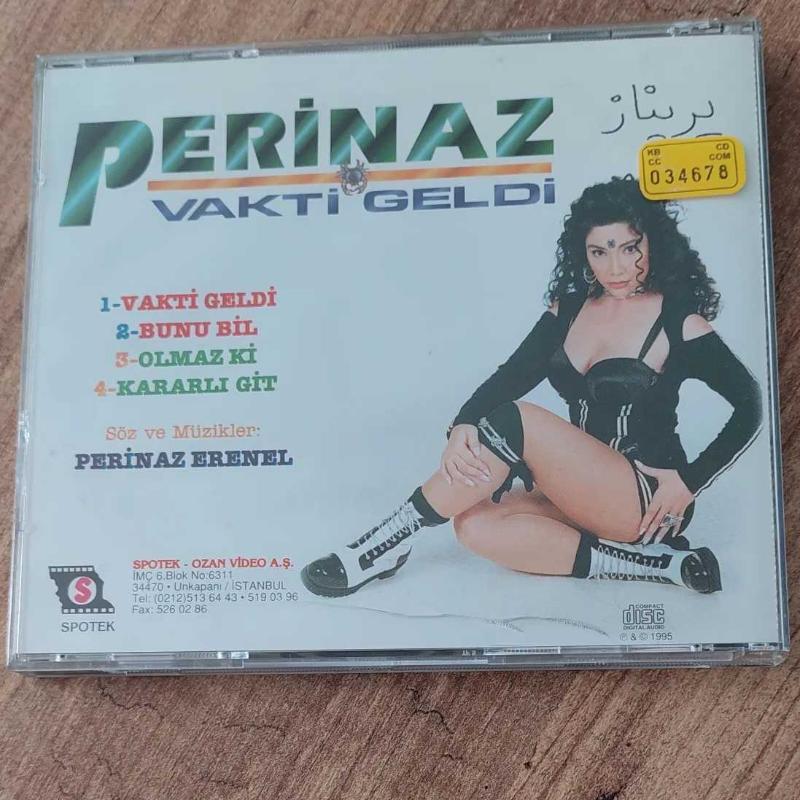 PERİNAZ
پریناز
VAKTİ GELDİ
KB CD
CC COM
034678
1-VAKTİ GELDİ
2-BUNU BİL
3-OLMAZ Kİ
4-KARARLI GİT
Söz ve Müzikler:
PERİNAZ ERENEL
S
SPOTEK
SPOTEK - OZAN VİDEO A.Ş.
İMÇ 6.Blok No:6311
34470 • Unkapanı / İSTANBUL
Tel: (0212) 513 64 43 • 519 03 96
Fax: 526 02 86
COMPACT
disc
DIGITAL AUDIO
℗ & © 1995